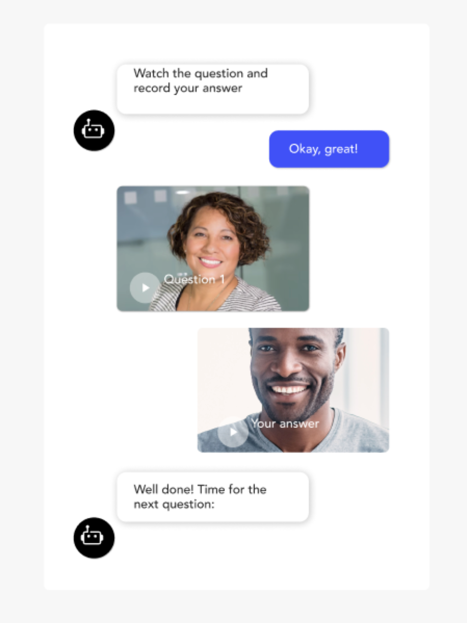 Watch the question and
record your answer
Okay, great!
Question 1
Your answer
Well done! Time for the
next question: